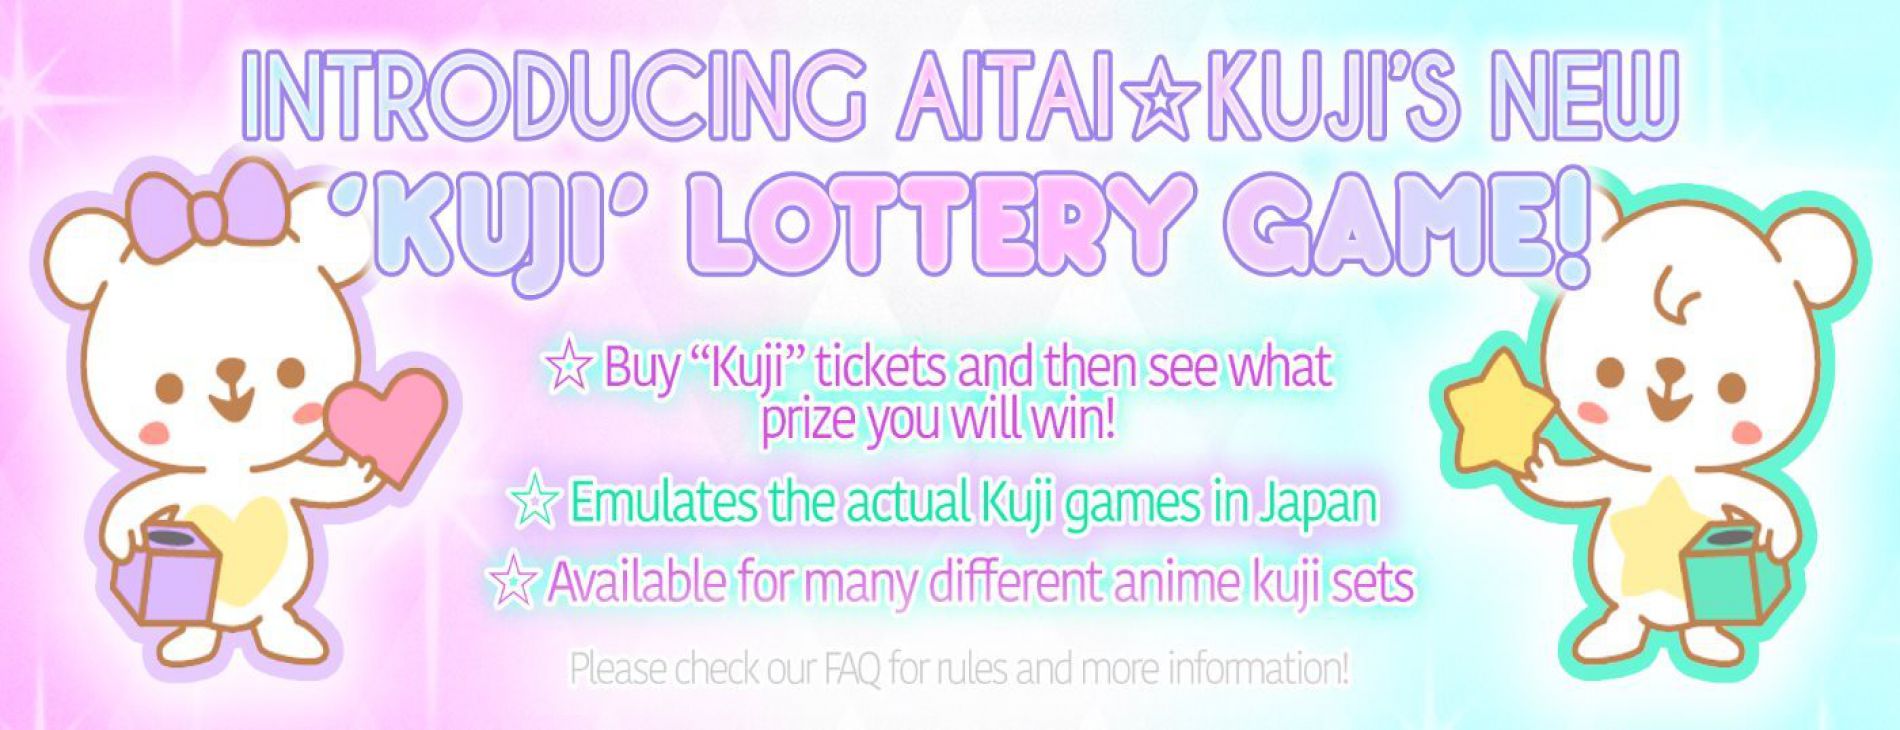 INTRODUCING AITAI☆KUJI'S NEW
'KUJI' LOTTERY GAME!
☆ Buy “Kuji” tickets and then see what
prize you will win!
☆ Emulates the actual Kuji games in Japan
☆ Available for many different anime kuji sets
Please check our FAQ for rules and more information!